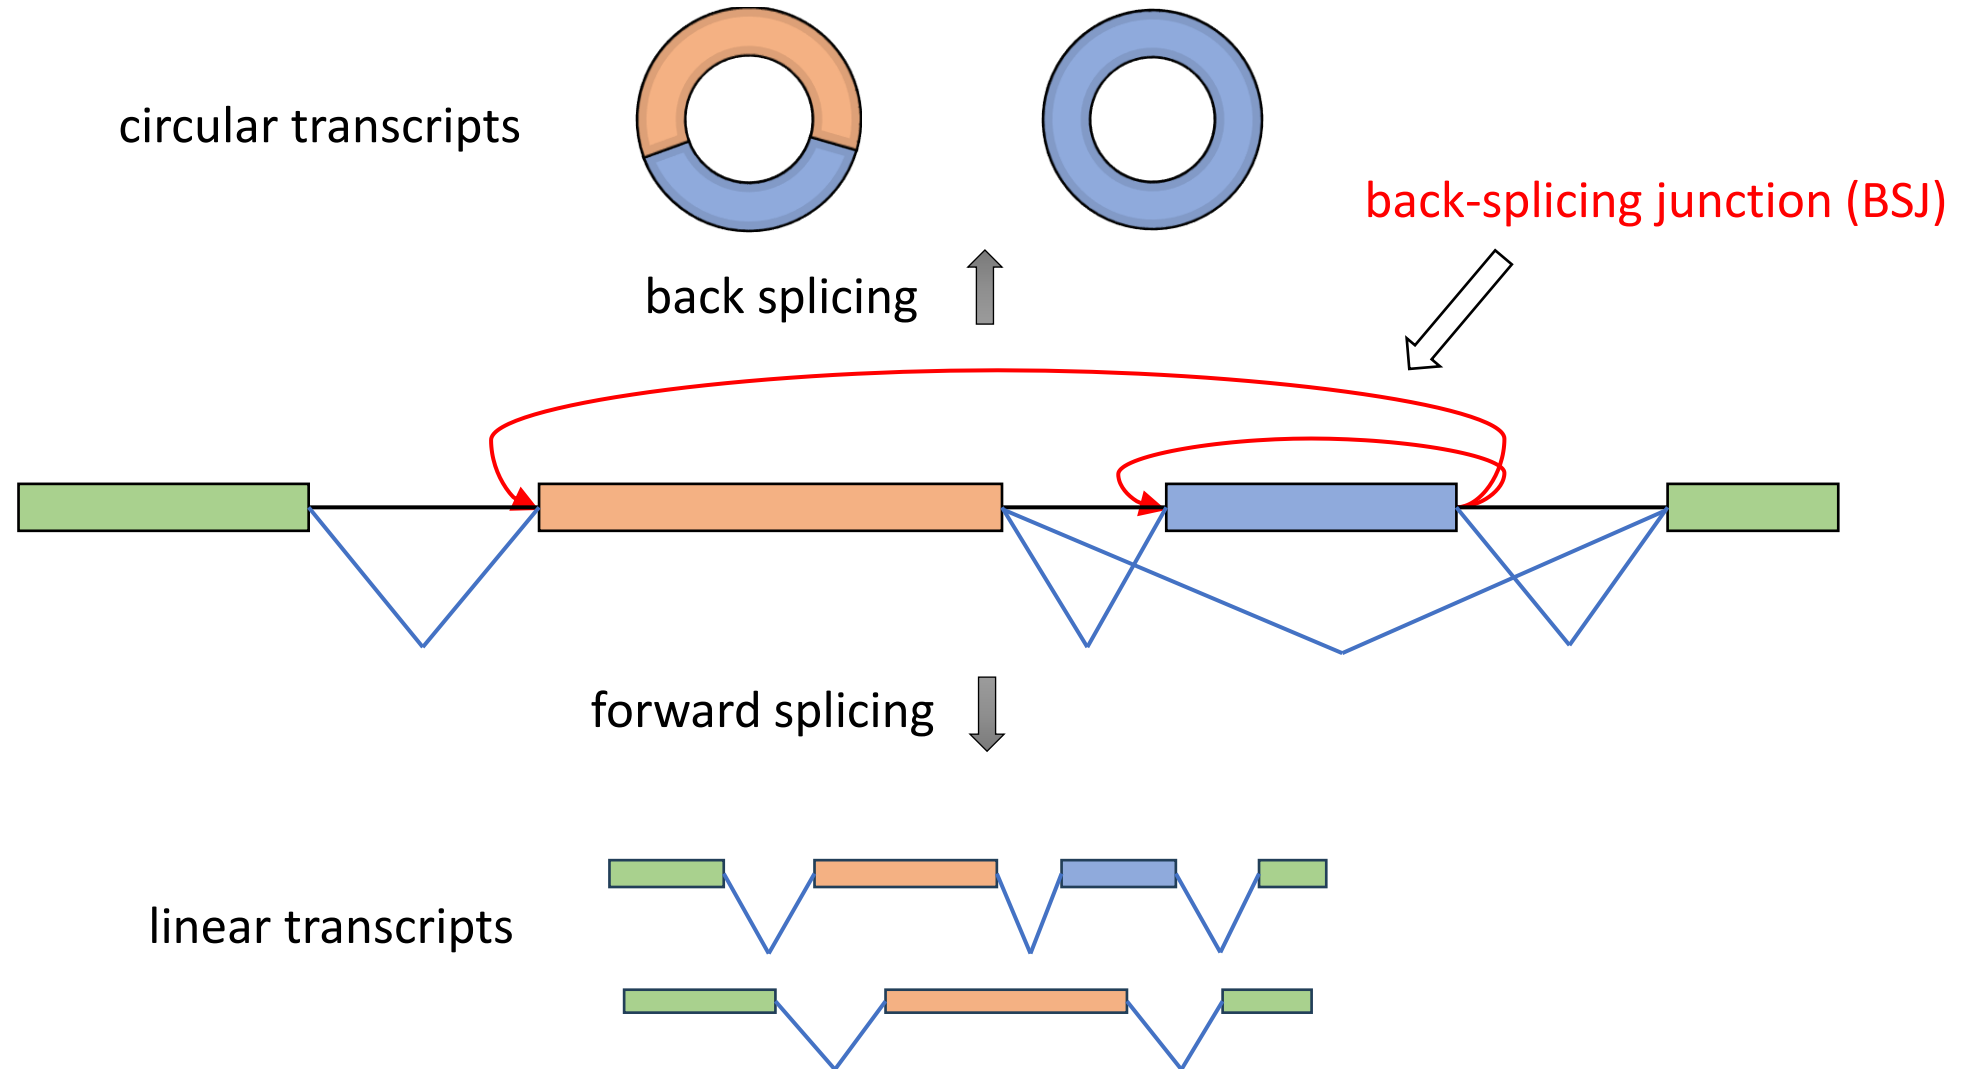 circular transcripts
back-splicing junction (BSJ)
back splicing
forward splicing
linear transcripts